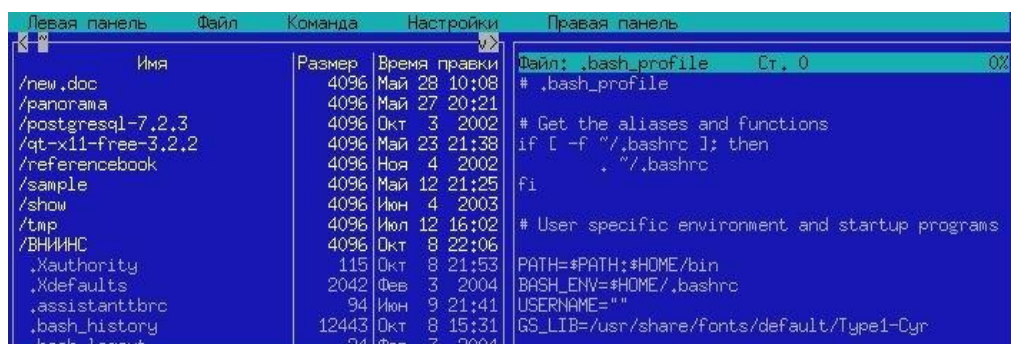 Левая панель Файл Команда Настройки Правая панель
~ v
Имя Размер Время правки
/new.doc 4096 Май 28 10:08
/panorama 4096 Май 27 20:21
/postgresql-7.2.3 4096 Окт 3 2002
/qt-x11-free-3.2.2 4096 Май 23 21:38
/referencebook 4096 Ноя 4 2002
/sample 4096 Май 12 21:25
/show 4096 Июн 4 2003
/tmp 4096 Июл 12 16:02
/ВНИИНС 4096 Окт 8 22:06
.Xauthority 115 Окт 8 21:53
.Xdefaults 2042 Фев 3 2004
.assistanttbrc 94 Июн 9 21:41
.bash_history 12443 Окт 8 15:31
Файл: .bash_profile Ст. 0 0%
# .bash_profile
# Get the aliases and functions
if [ -f ~/.bashrc ]; then
. ~/.bashrc
fi
# User specific environment and startup programs
PATH=$PATH:$HOME/bin
BASH_ENV=$HOME/.bashrc
USERNAME=""
GS_LIB=/usr/share/fonts/default/Type1-Cyr